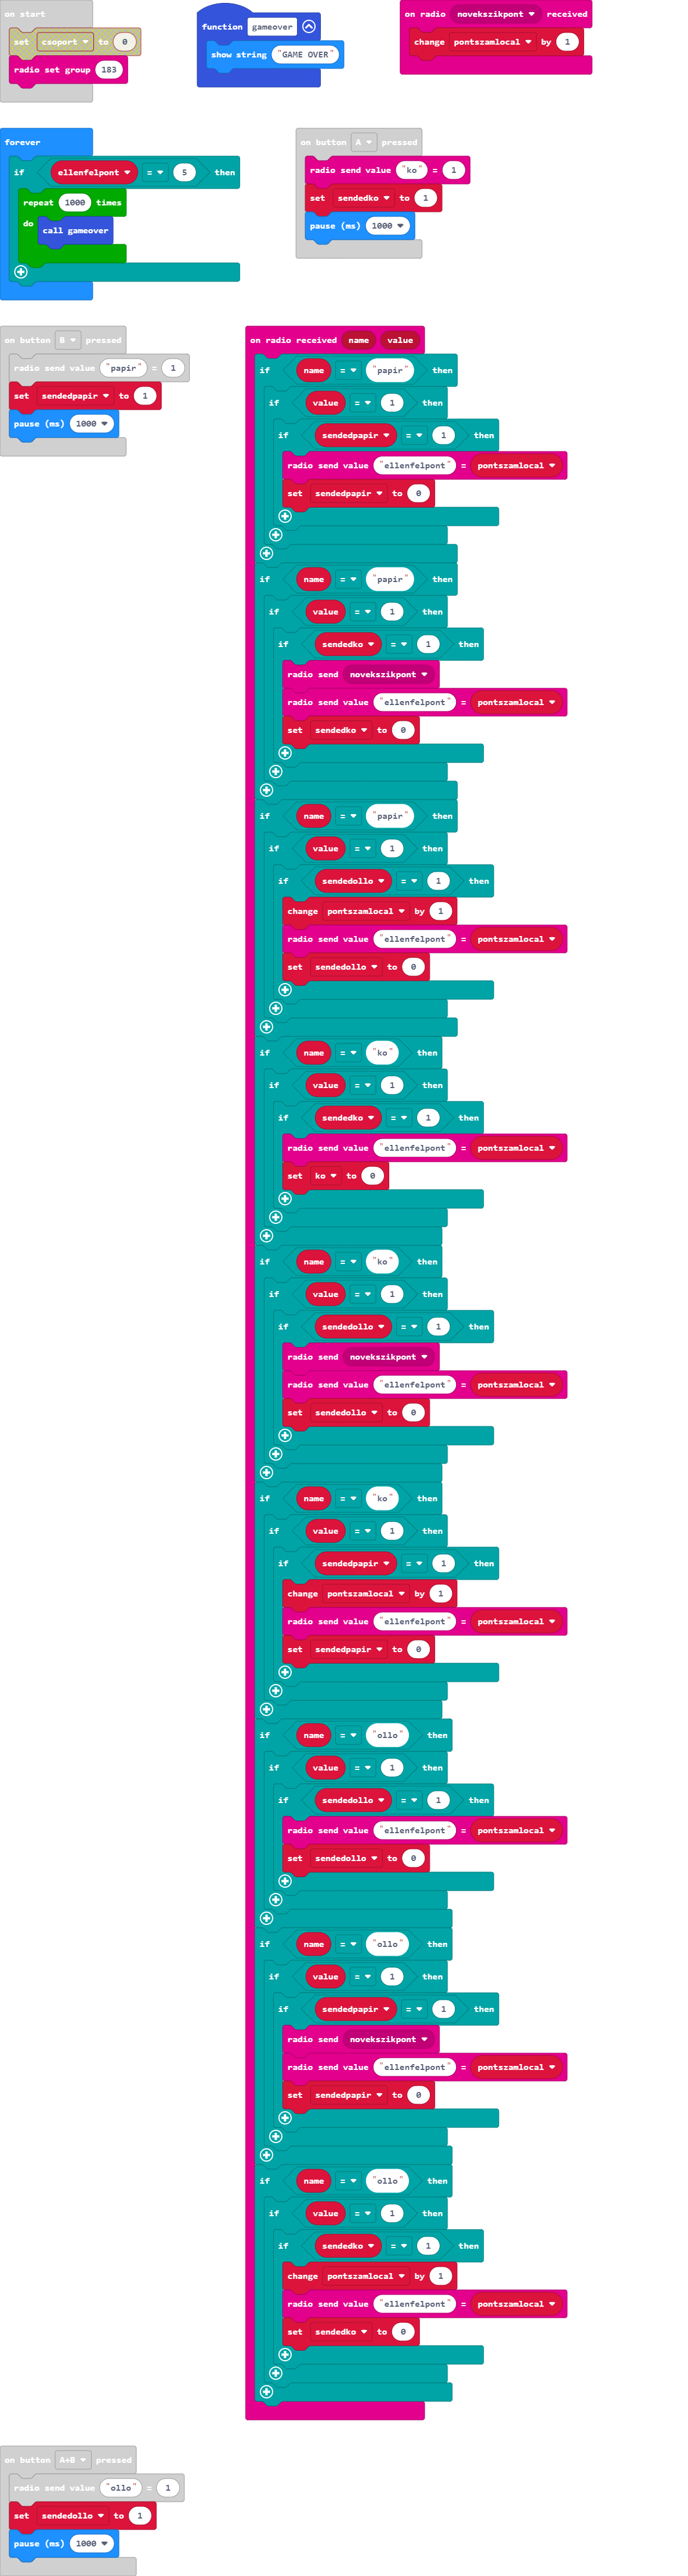 on start
set csoport to 0
radio set group 183
function gameover
show string "GAME OVER"
on radio novekszikpont received
change pontszamlocal by 1
forever
if ellenfelpont = 5 then
repeat 1000 times
do call gameover
on button A pressed
radio send value "ko" = 1
set sendedko to 1
pause (ms) 1000
on button B pressed
radio send value "papir" = 1
set sendedpapir to 1
pause (ms) 1000
on radio received name value
if name = "papir" then
if value = 1 then
if sendedpapir = 1 then
radio send value "ellenfelpont" = pontszamlocal
set sendedpapir to 0
if name = "papir" then
if value = 1 then
if sendedko = 1 then
radio send novekszikpont
radio send value "ellenfelpont" = pontszamlocal
set sendedko to 0
if name = "papir" then
if value = 1 then
if sendedollo = 1 then
change pontszamlocal by 1
radio send value "ellenfelpont" = pontszamlocal
set sendedollo to 0
if name = "ko" then
if value = 1 then
if sendedko = 1 then
radio send value "ellenfelpont" = pontszamlocal
set ko to 0
if name = "ko" then
if value = 1 then
if sendedollo = 1 then
radio send novekszikpont
radio send value "ellenfelpont" = pontszamlocal
set sendedollo to 0
if name = "ko" then
if value = 1 then
if sendedpapir = 1 then
change pontszamlocal by 1
radio send value "ellenfelpont" = pontszamlocal
set sendedpapir to 0
if name = "ollo" then
if value = 1 then
if sendedollo = 1 then
radio send value "ellenfelpont" = pontszamlocal
set sendedollo to 0
if name = "ollo" then
if value = 1 then
if sendedpapir = 1 then
radio send novekszikpont
radio send value "ellenfelpont" = pontszamlocal
set sendedpapir to 0
if name = "ollo" then
if value = 1 then
if sendedko = 1 then
change pontszamlocal by 1
radio send value "ellenfelpont" = pontszamlocal
set sendedko to 0
on button A+B pressed
radio send value "ollo" = 1
set sendedollo to 1
pause (ms) 1000